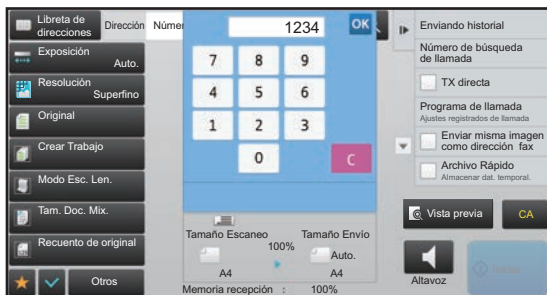 Libreta de
direcciones
Dirección
Exposición
Auto.
Resolución
Superfino
Original
Crear Trabajo
Modo Esc. Len.
Tam. Doc. Mix.
Recuento de original
Otros
1234
OK
7 8 9
4 5 6
1 2 3
0 C
Tamaño Escaneo
Tamaño Envío
100%
Auto.
A4
A4
Memoria recepción : 100%
Enviando historial
Número de búsqueda
de llamada
TX directa
Programa de llamada
Ajustes registrados de llamada
Enviar misma imagen
como dirección fax
Archivo Rápido
Almacenar dat. temporal.
Vista previa
CA
Altavoz